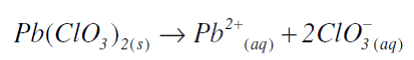 Pb(ClO₃)₂₍ₛ₎ → Pb²⁺₍aq₎ + 2ClO₃⁻₍aq₎